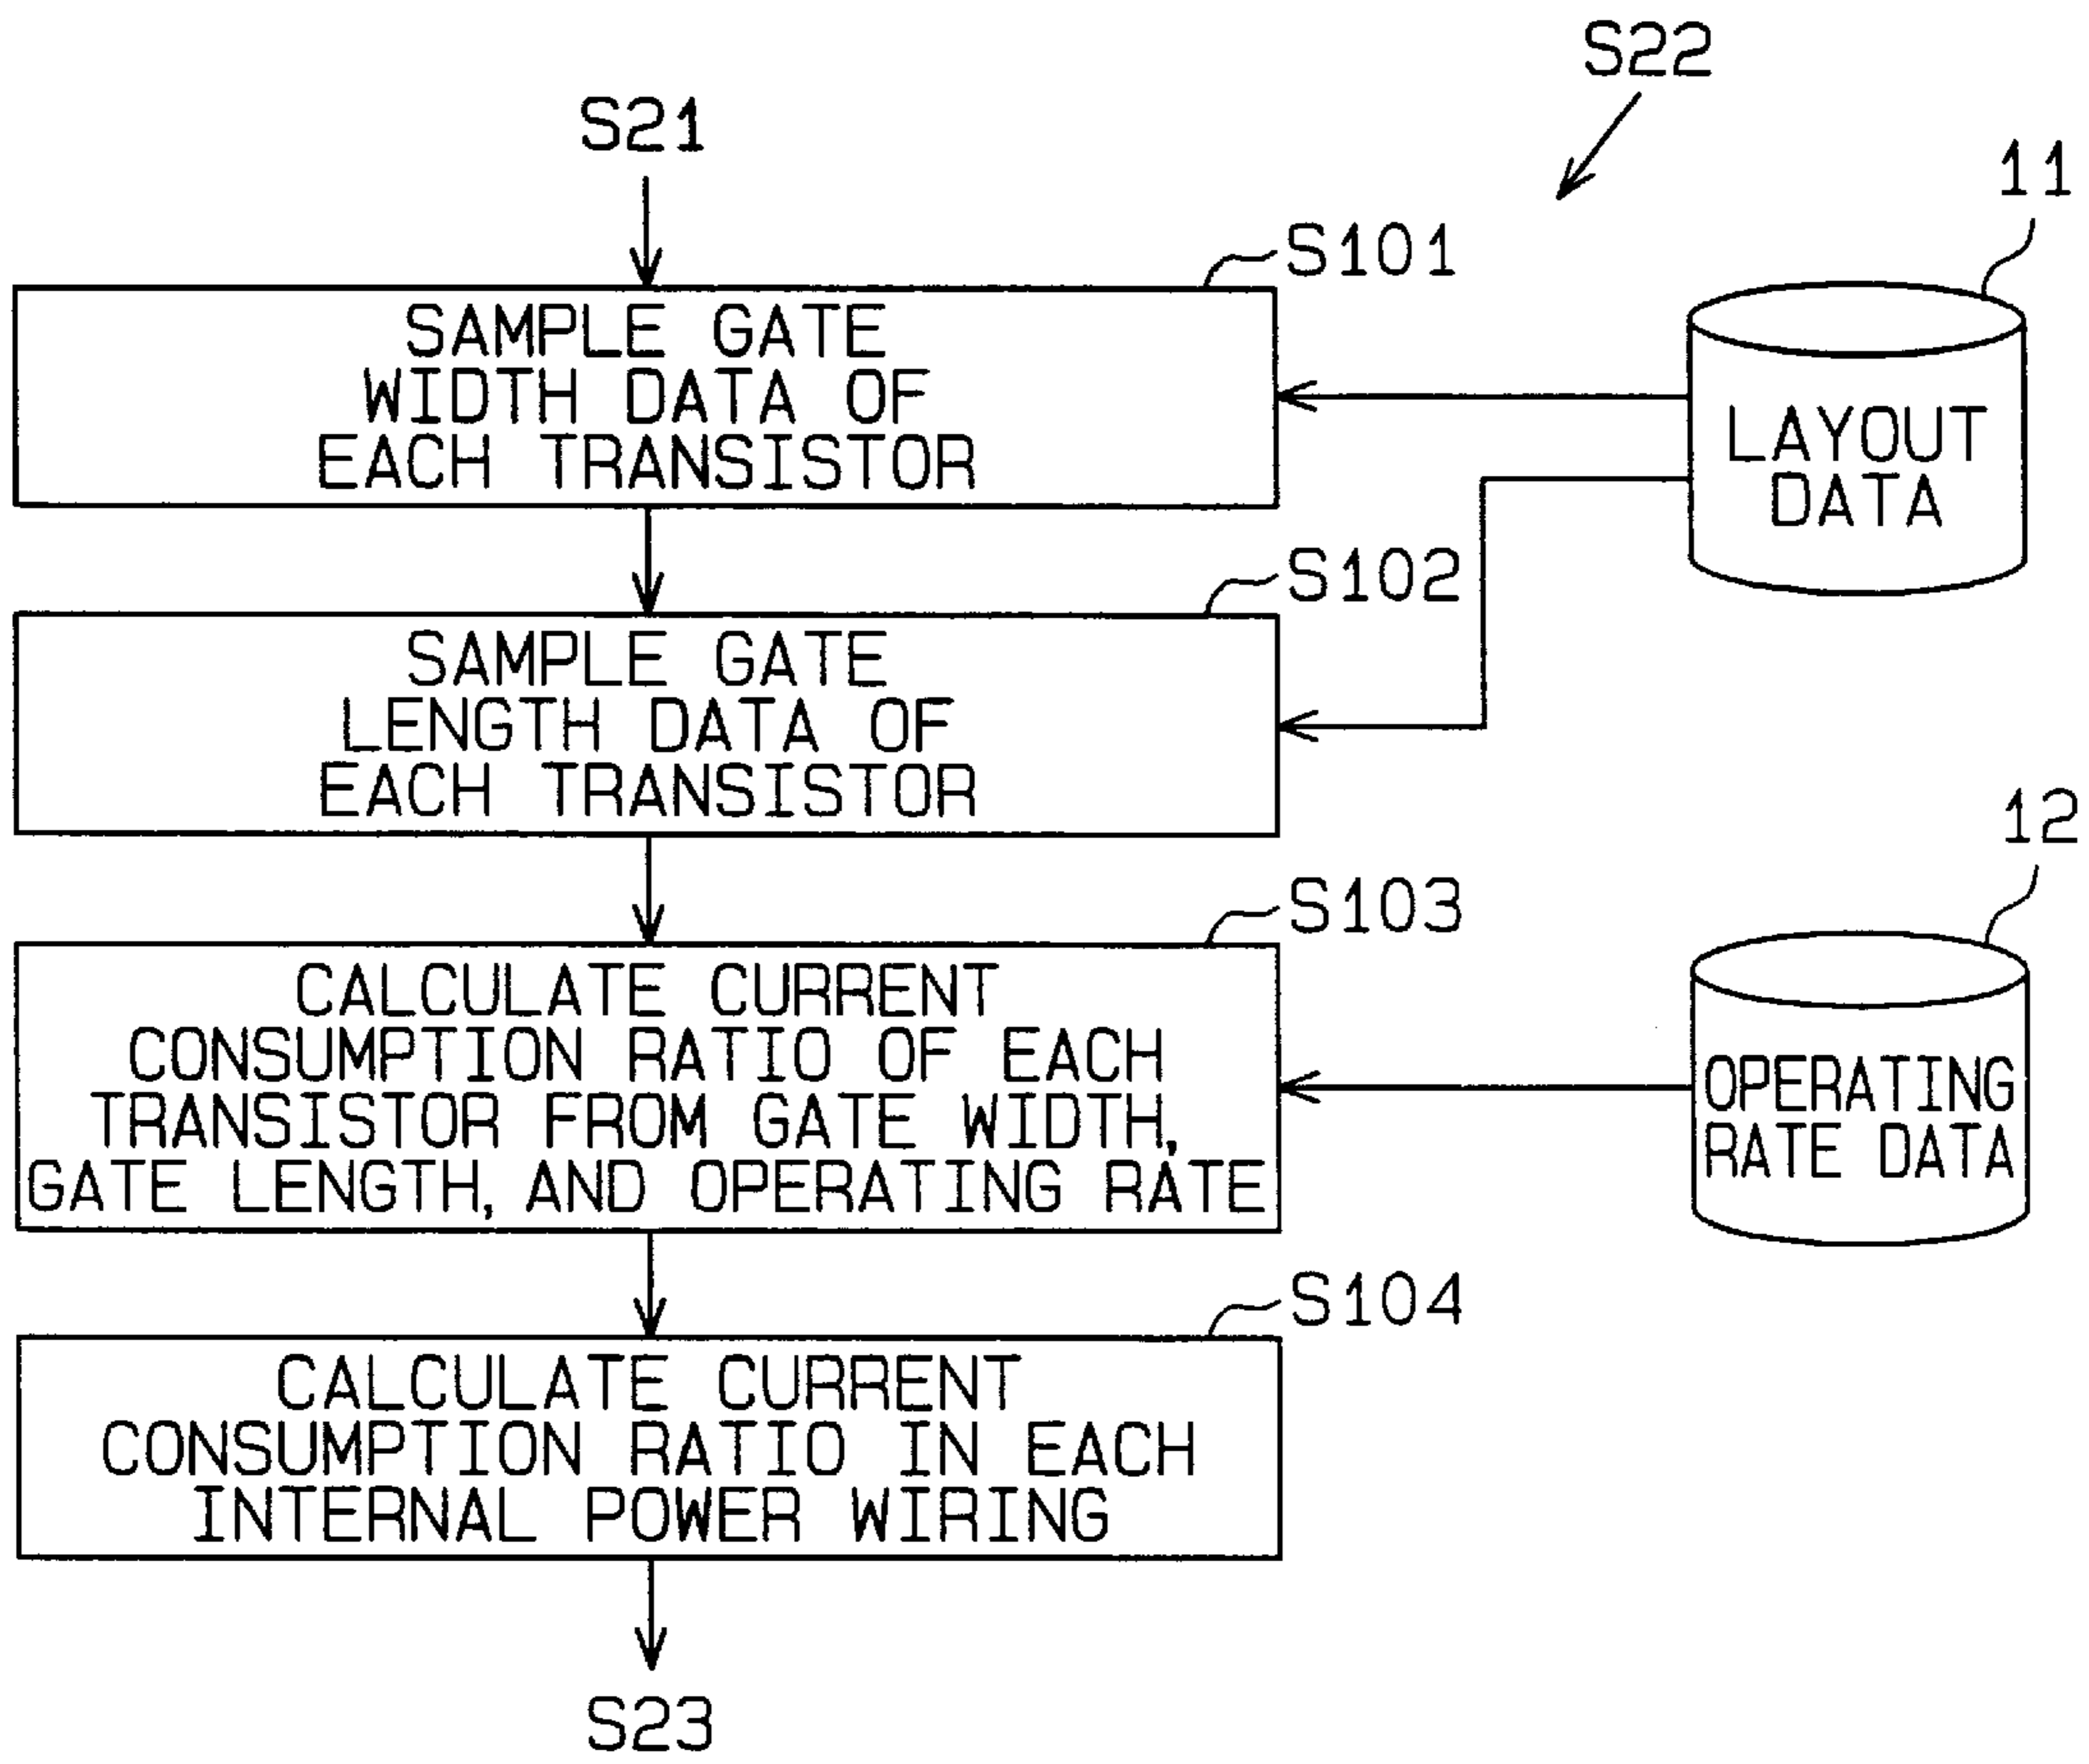 S22
S21
11
S101
SAMPLE GATE
WIDTH DATA OF
EACH TRANSISTOR
LAYOUT
DATA
S102
SAMPLE GATE
LENGTH DATA OF
EACH TRANSISTOR
12
S103
CALCULATE CURRENT
CONSUMPTION RATIO OF EACH
TRANSISTOR FROM GATE WIDTH,
GATE LENGTH, AND OPERATING RATE
OPERATING
RATE DATA
S104
CALCULATE CURRENT
CONSUMPTION RATIO IN EACH
INTERNAL POWER WIRING
S23